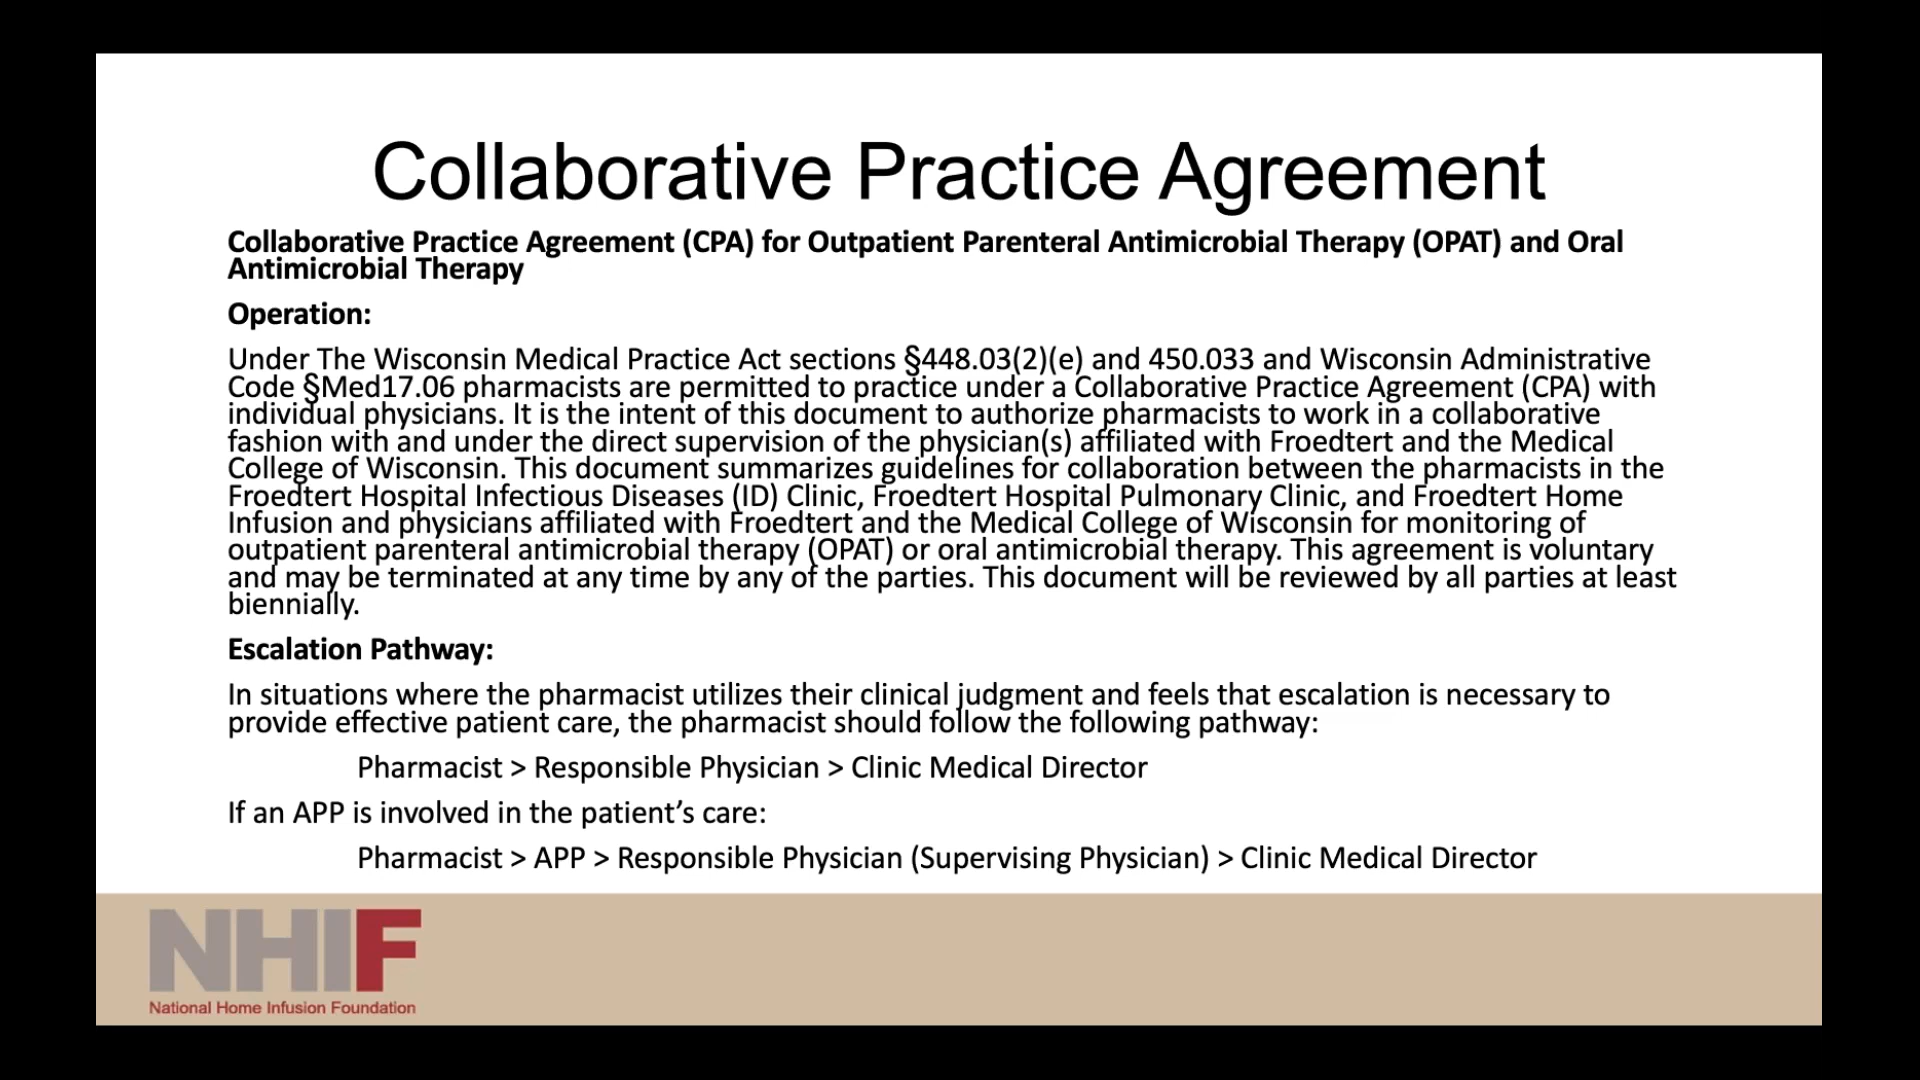 Collaborative Practice Agreement
Collaborative Practice Agreement (CPA) for Outpatient Parenteral Antimicrobial Therapy (OPAT) and Oral
Antimicrobial Therapy
Operation:
Under The Wisconsin Medical Practice Act sections §448.03(2)(e) and 450.033 and Wisconsin Administrative
Code §Med17.06 pharmacists are permitted to practice under a Collaborative Practice Agreement (CPA) with
individual physicians. It is the intent of this document to authorize pharmacists to work in a collaborative
fashion with and under the direct supervision of the physician(s) affiliated with Froedtert and the Medical
College of Wisconsin. This document summarizes guidelines for collaboration between the pharmacists in the
Froedtert Hospital Infectious Diseases (ID) Clinic, Froedtert Hospital Pulmonary Clinic, and Froedtert Home
Infusion and physicians affiliated with Froedtert and the Medical College of Wisconsin for monitoring of
outpatient parenteral antimicrobial therapy (OPAT) or oral antimicrobial therapy. This agreement is voluntary
and may be terminated at any time by any of the parties. This document will be reviewed by all parties at least
biennially.
Escalation Pathway:
In situations where the pharmacist utilizes their clinical judgment and feels that escalation is necessary to
provide effective patient care, the pharmacist should follow the following pathway:
Pharmacist > Responsible Physician > Clinic Medical Director
If an APP is involved in the patient’s care:
Pharmacist > APP > Responsible Physician (Supervising Physician) > Clinic Medical Director
NHIF
National Home Infusion Foundation